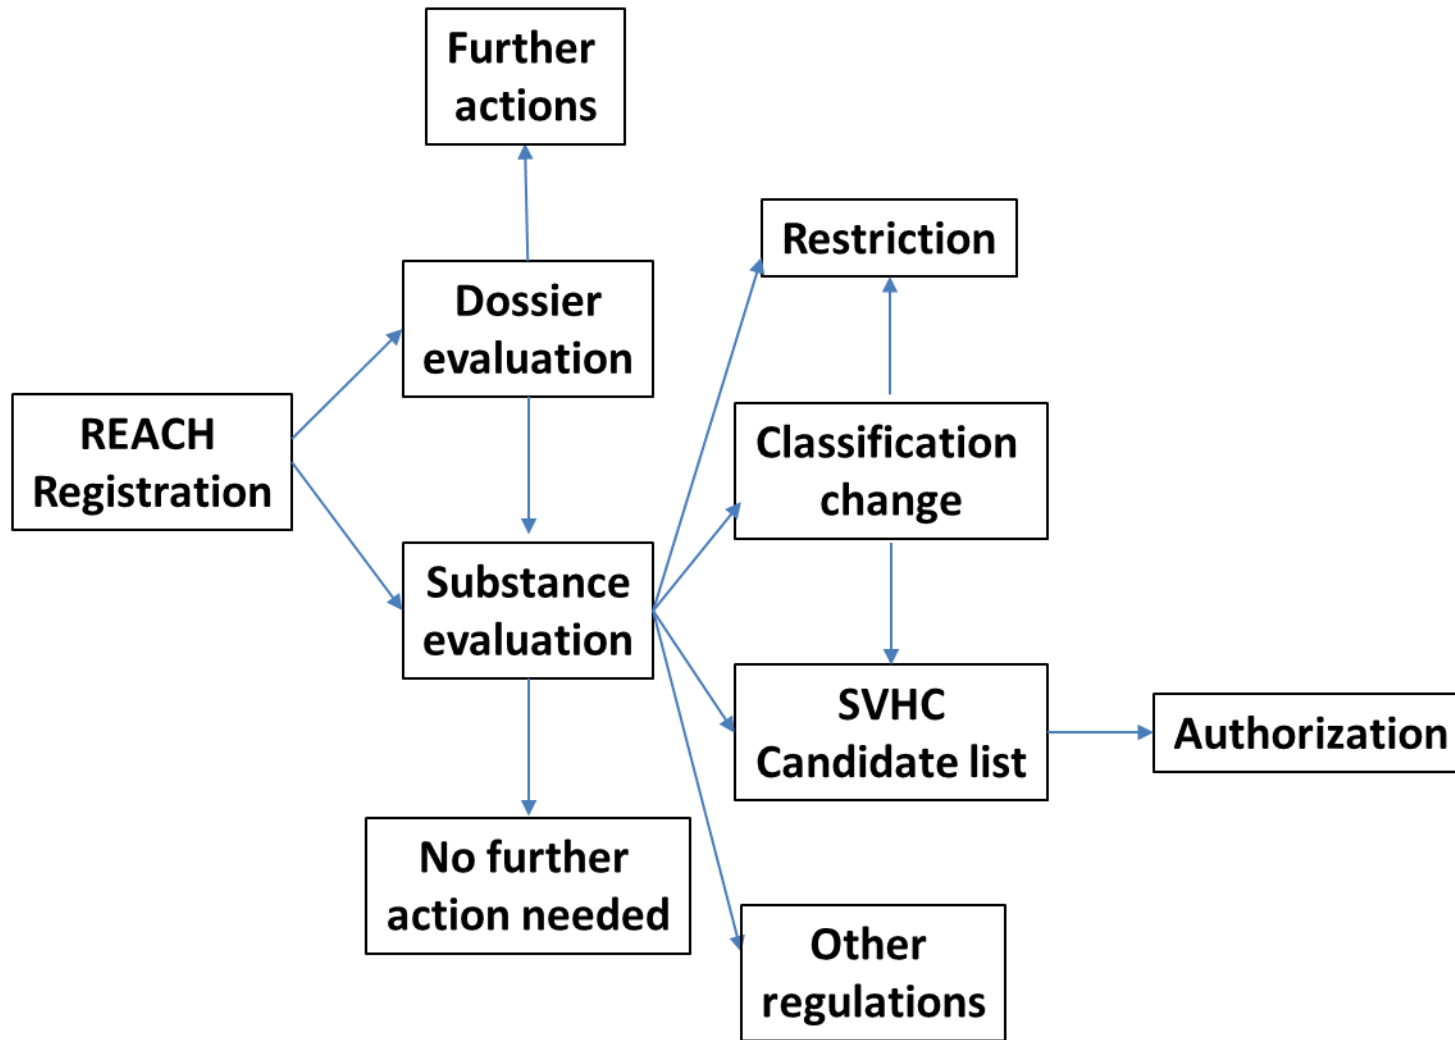 Further
actions
Dossier
evaluation
Restriction
REACH
Registration
Classification
change
Substance
evaluation
SVHC
Candidate list
Authorization
No further
action needed
Other
regulations